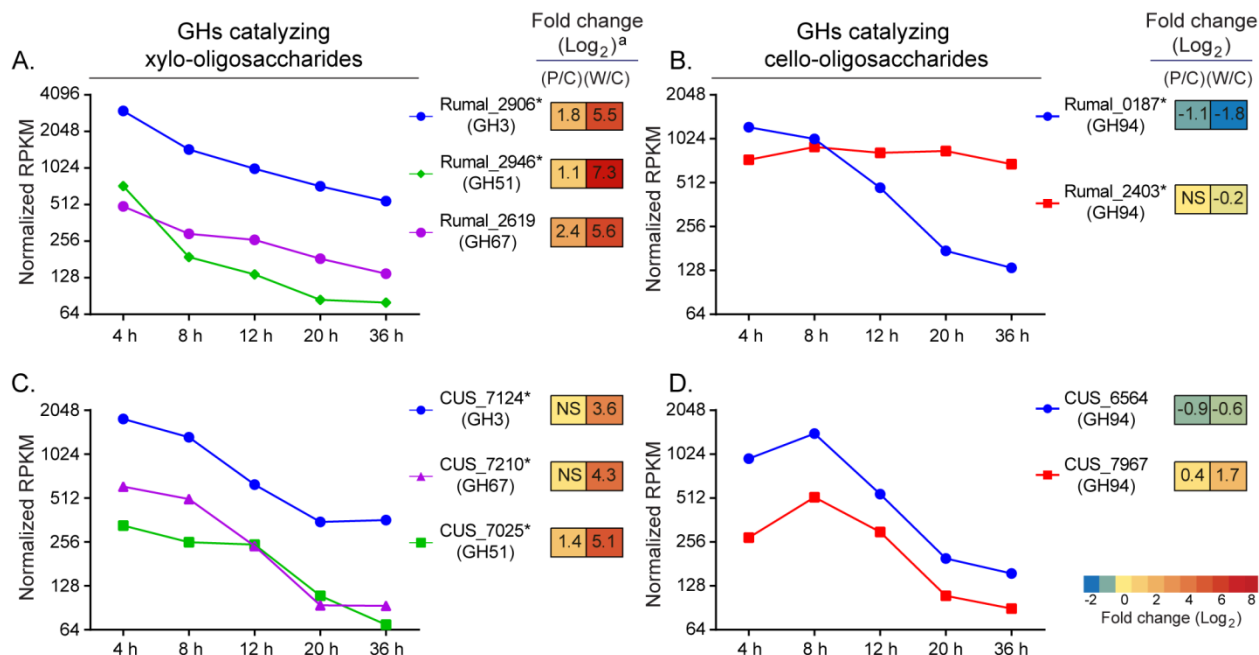 A.
GHs catalyzing
xylo-oligosaccharides
Fold change
(Log2)a
(P/C)(W/C)
Normalized RPKM
4096
2048
1024
512
256
128
64
4 h 8 h 12 h 20 h 36 h
Rumal_2906*
(GH3)
1.8 5.5
Rumal_2946*
(GH51)
1.1 7.3
Rumal_2619
(GH67)
2.4 5.6
B.
GHs catalyzing
cello-oligosaccharides
Fold change
(Log2)
(P/C)(W/C)
Normalized RPKM
2048
1024
512
256
128
64
4 h 8 h 12 h 20 h 36 h
Rumal_0187*
(GH94)
-1.1 -1.8
Rumal_2403*
(GH94)
NS -0.2
C.
Normalized RPKM
2048
1024
512
256
128
64
4 h 8 h 12 h 20 h 36 h
CUS_7124*
(GH3)
NS 3.6
CUS_7210*
(GH67)
NS 4.3
CUS_7025*
(GH51)
1.4 5.1
D.
Normalized RPKM
2048
1024
512
256
128
64
4 h 8 h 12 h 20 h 36 h
CUS_6564
(GH94)
-0.9 -0.6
CUS_7967
(GH94)
0.4 1.7
-2 0 2 4 6 8
Fold change (Log2)